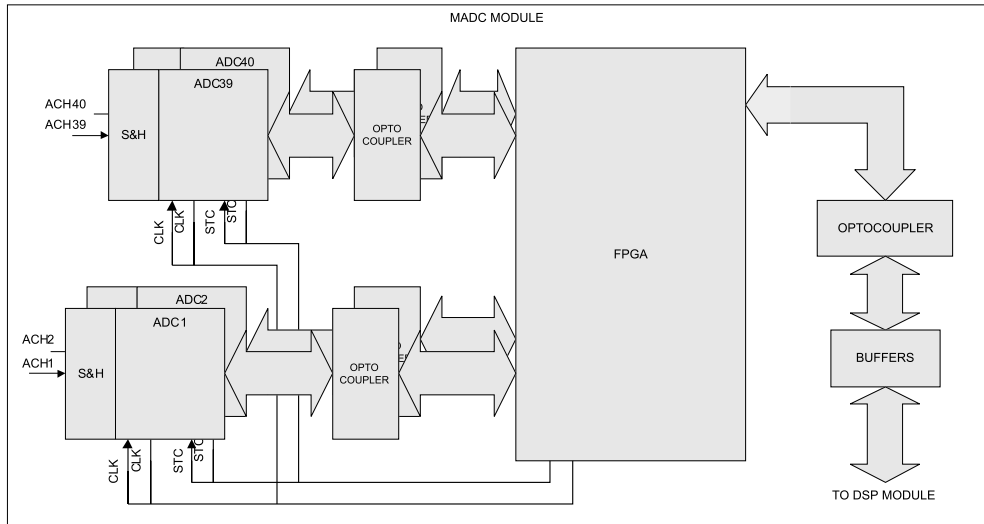 MADC MODULE
ADC40
ADC39
ACH40
ACH39
S&H
OPTO
COUPLER
CLK
CLK
STC
STC
FPGA
OPTOCOUPLER
ADC2
ADC1
ACH2
ACH1
S&H
OPTO
COUPLER
BUFFERS
CLK
CLK
STC
STC
TO DSP MODULE